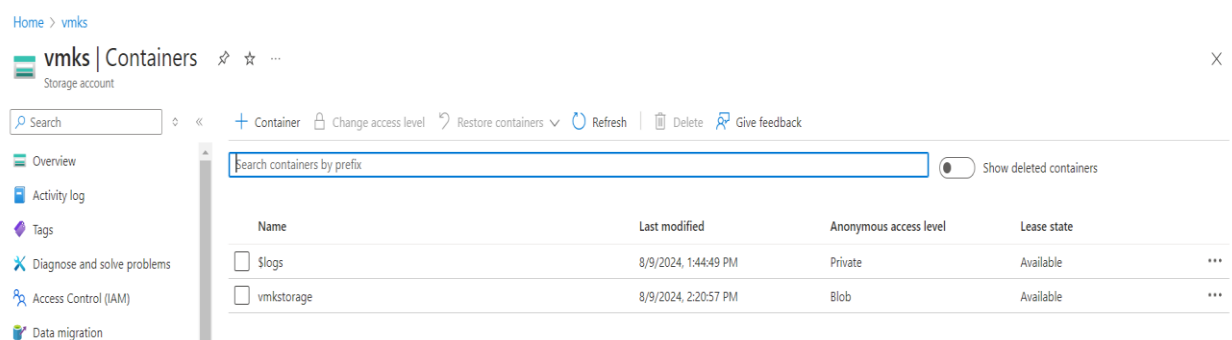 Home > vmks
vmks | Containers
Storage account
Search
+ Container Change access level Restore containers Refresh Delete Give feedback
Overview
Search containers by prefix
Show deleted containers
Activity log
Tags
Diagnose and solve problems
Access Control (IAM)
Data migration
Name Last modified Anonymous access level Lease state
$logs 8/9/2024, 1:44:49 PM Private Available
vmkstorage 8/9/2024, 2:20:57 PM Blob Available